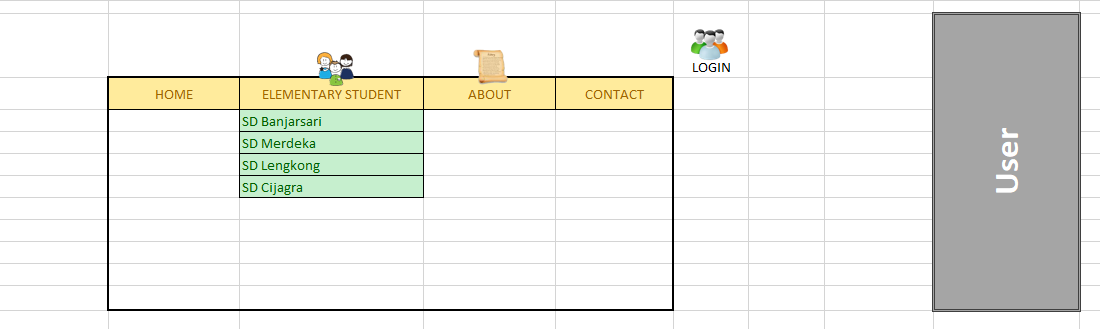 LOGIN
HOME
ELEMENTARY STUDENT
ABOUT
CONTACT
SD Banjarsari
SD Merdeka
SD Lengkong
SD Cijagra
User